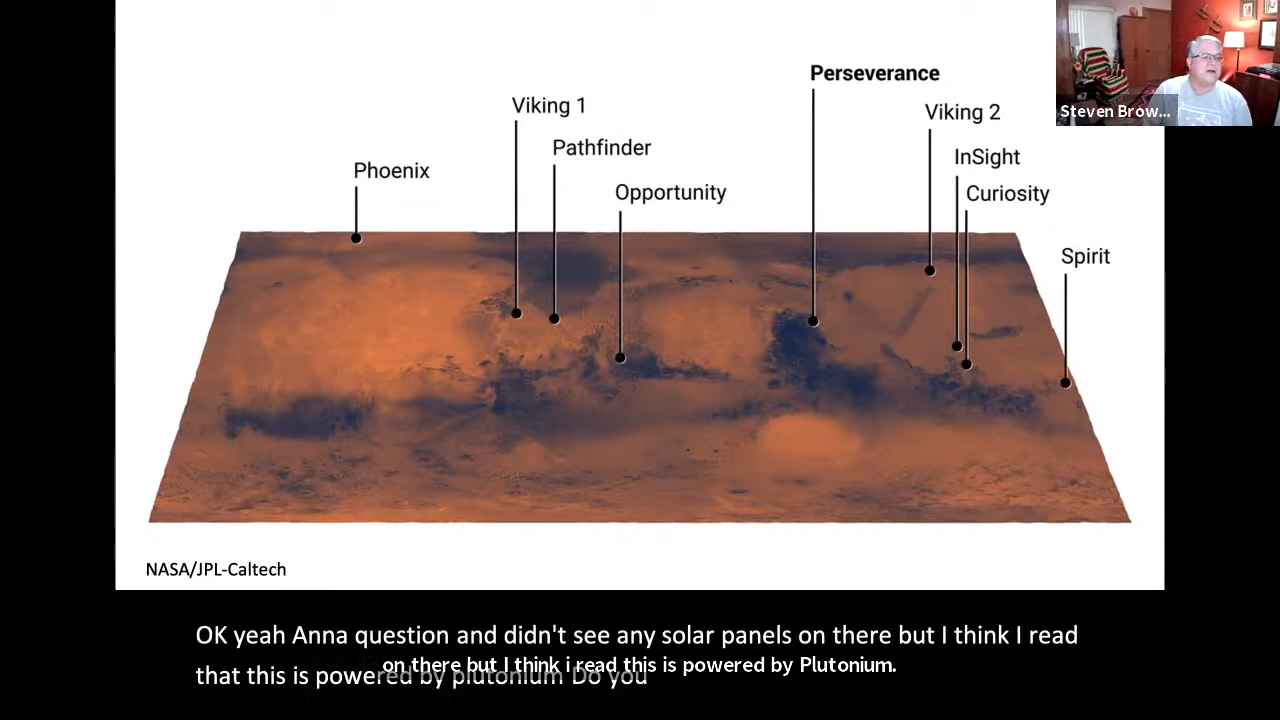 Perseverance
Viking 1
Viking 2
Steven Brow...
Pathfinder
InSight
Phoenix
Opportunity
Curiosity
Spirit
NASA/JPL-Caltech
OK yeah Anna question and didn't see any solar panels on there but I think I read
that this is powered by plutonium Do you
on there but I think i read this is powered by Plutonium.